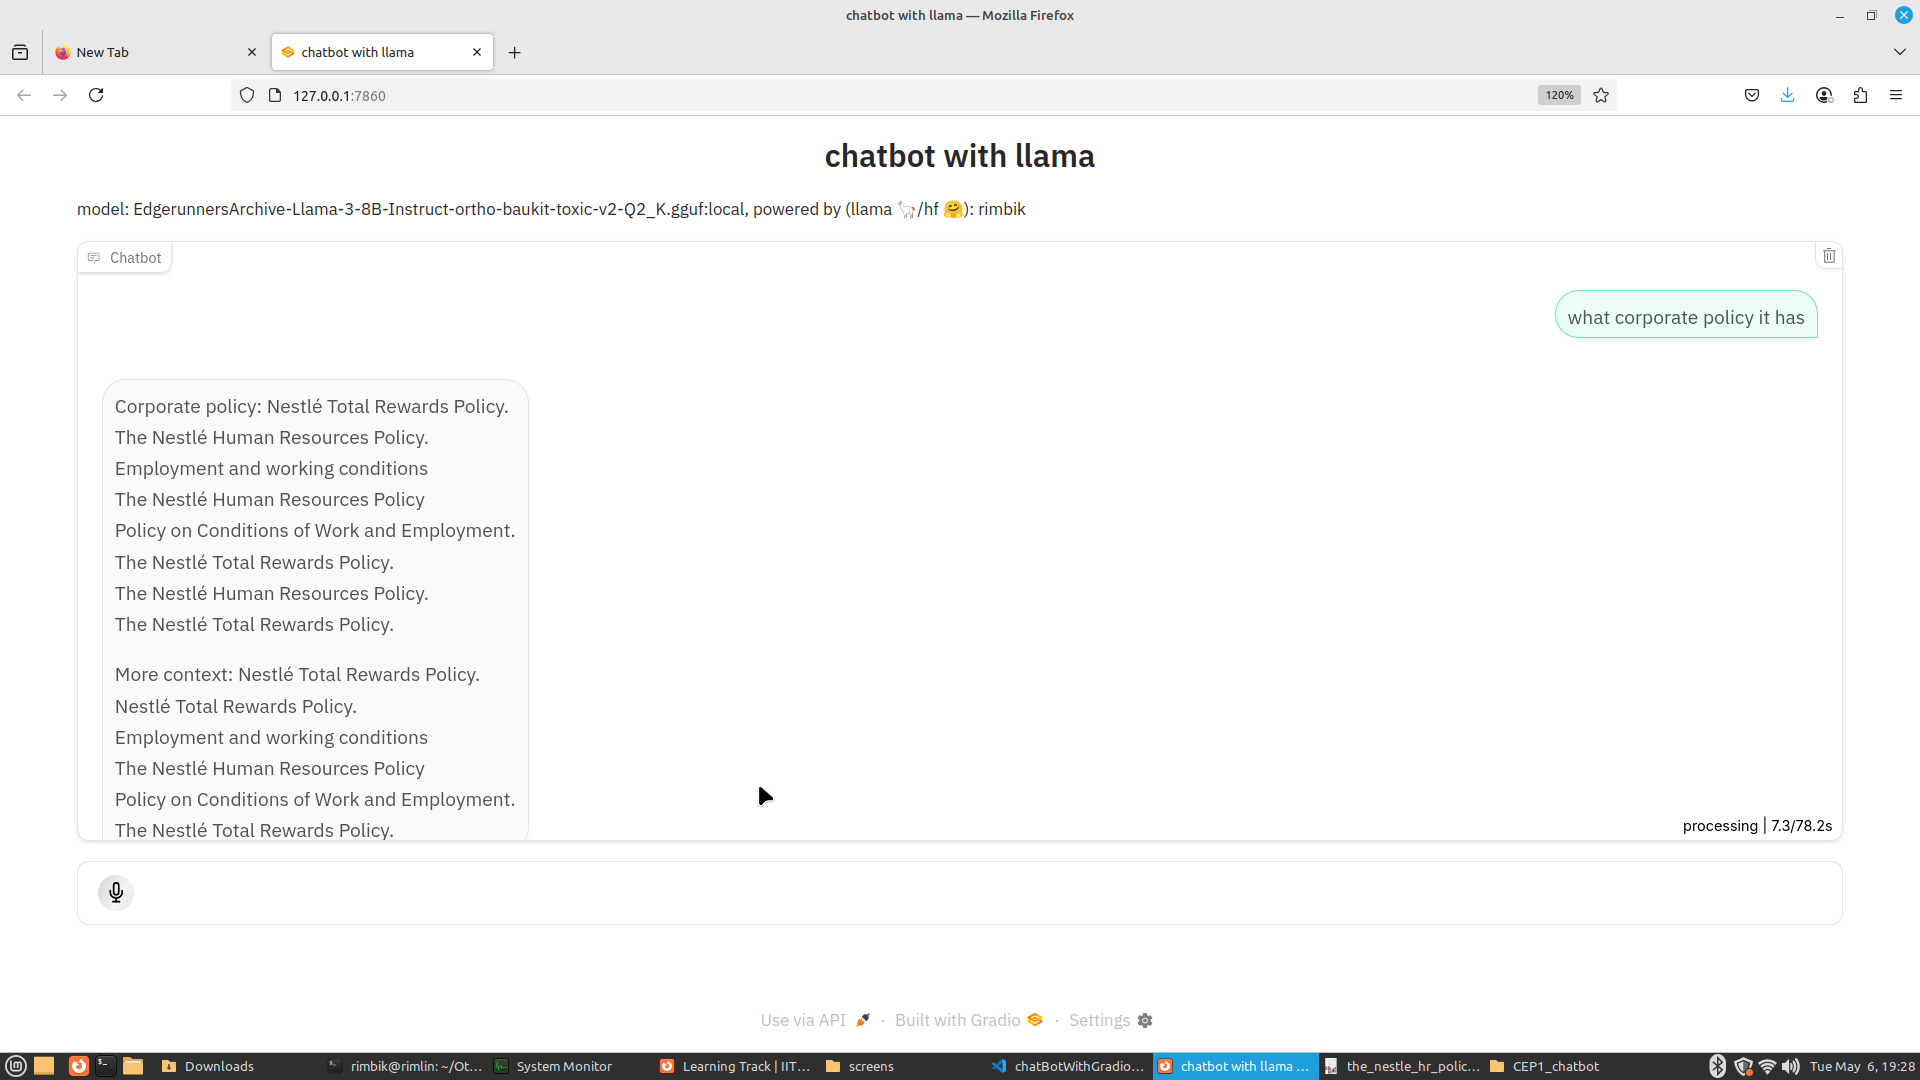 chatbot with llama — Mozilla Firefox
New Tab
chatbot with llama
127.0.0.1:7860
120%
chatbot with llama
model: EdgerunnersArchive-Llama-3-8B-Instruct-ortho-baukit-toxic-v2-Q2_K.gguf:local, powered by (llama 🦙/hf 🤗): rimbik
Chatbot
what corporate policy it has
Corporate policy: Nestlé Total Rewards Policy.
The Nestlé Human Resources Policy.
Employment and working conditions
The Nestlé Human Resources Policy
Policy on Conditions of Work and Employment.
The Nestlé Total Rewards Policy.
The Nestlé Human Resources Policy.
The Nestlé Total Rewards Policy.
More context: Nestlé Total Rewards Policy.
Nestlé Total Rewards Policy.
Employment and working conditions
The Nestlé Human Resources Policy
Policy on Conditions of Work and Employment.
The Nestlé Total Rewards Policy.
processing | 7.3/78.2s
Use via API 🚀 · Built with Gradio · Settings
Downloads
rimbik@rimlin: ~/Ot...
System Monitor
Learning Track | IIT...
screens
chatBotWithGradio...
chatbot with llama ...
the_nestle_hr_polic...
CEP1_chatbot
Tue May 6, 19:28